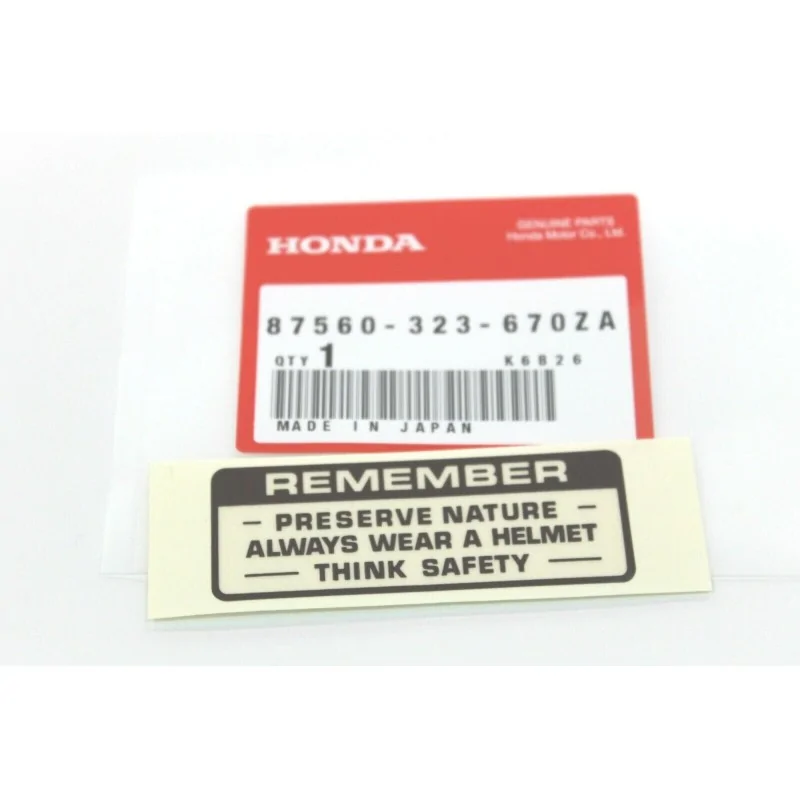 HONDA
GENUINE PARTS
Honda Motor Co., Ltd.
87560-323-670ZA
QTY 1 K6B26
MADE IN JAPAN
REMEMBER
– PRESERVE NATURE –
ALWAYS WEAR A HELMET
— THINK SAFETY —